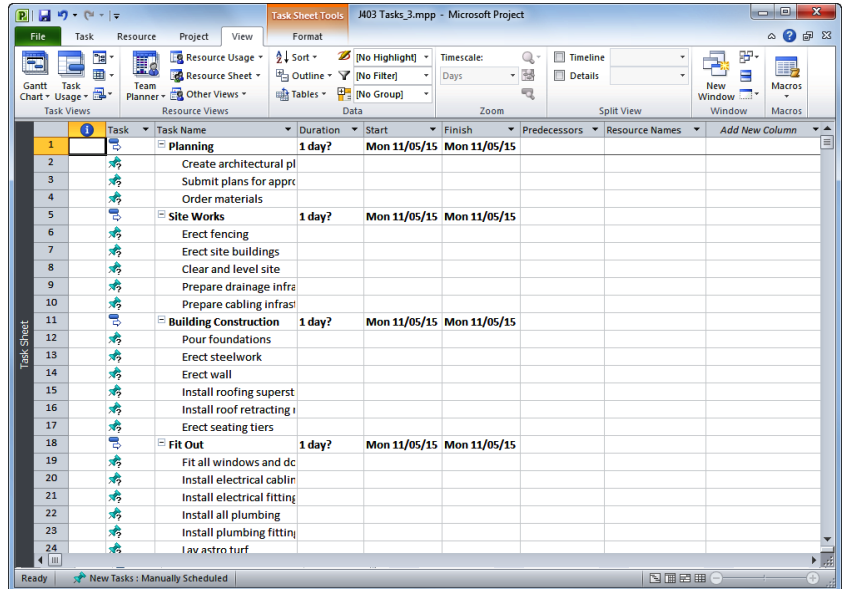 Task Sheet Tools J403 Tasks_3.mpp - Microsoft Project
File Task Resource Project View Format
Gantt Chart Task Usage
Task Views
Team Planner Resource Usage Resource Sheet Other Views
Resource Views
Sort Outline Tables [No Highlight] [No Filter] [No Group]
Data
Timescale: Days
Zoom
Timeline Details
Split View
New Window
Window
Macros
Macros
Task Task Name Duration Start Finish Predecessors Resource Names Add New Column
1 Planning 1 day? Mon 11/05/15 Mon 11/05/15
2 Create architectural pl
3 Submit plans for appro
4 Order materials
5 Site Works 1 day? Mon 11/05/15 Mon 11/05/15
6 Erect fencing
7 Erect site buildings
8 Clear and level site
9 Prepare drainage infra
10 Prepare cabling infrast
11 Building Construction 1 day? Mon 11/05/15 Mon 11/05/15
12 Pour foundations
13 Erect steelwork
14 Erect wall
15 Install roofing superst
16 Install roof retracting
17 Erect seating tiers
18 Fit Out 1 day? Mon 11/05/15 Mon 11/05/15
19 Fit all windows and do
20 Install electrical cablin
21 Install electrical fitting
22 Install all plumbing
23 Install plumbing fitting
24 Lay astro turf
Task Sheet
Ready New Tasks : Manually Scheduled